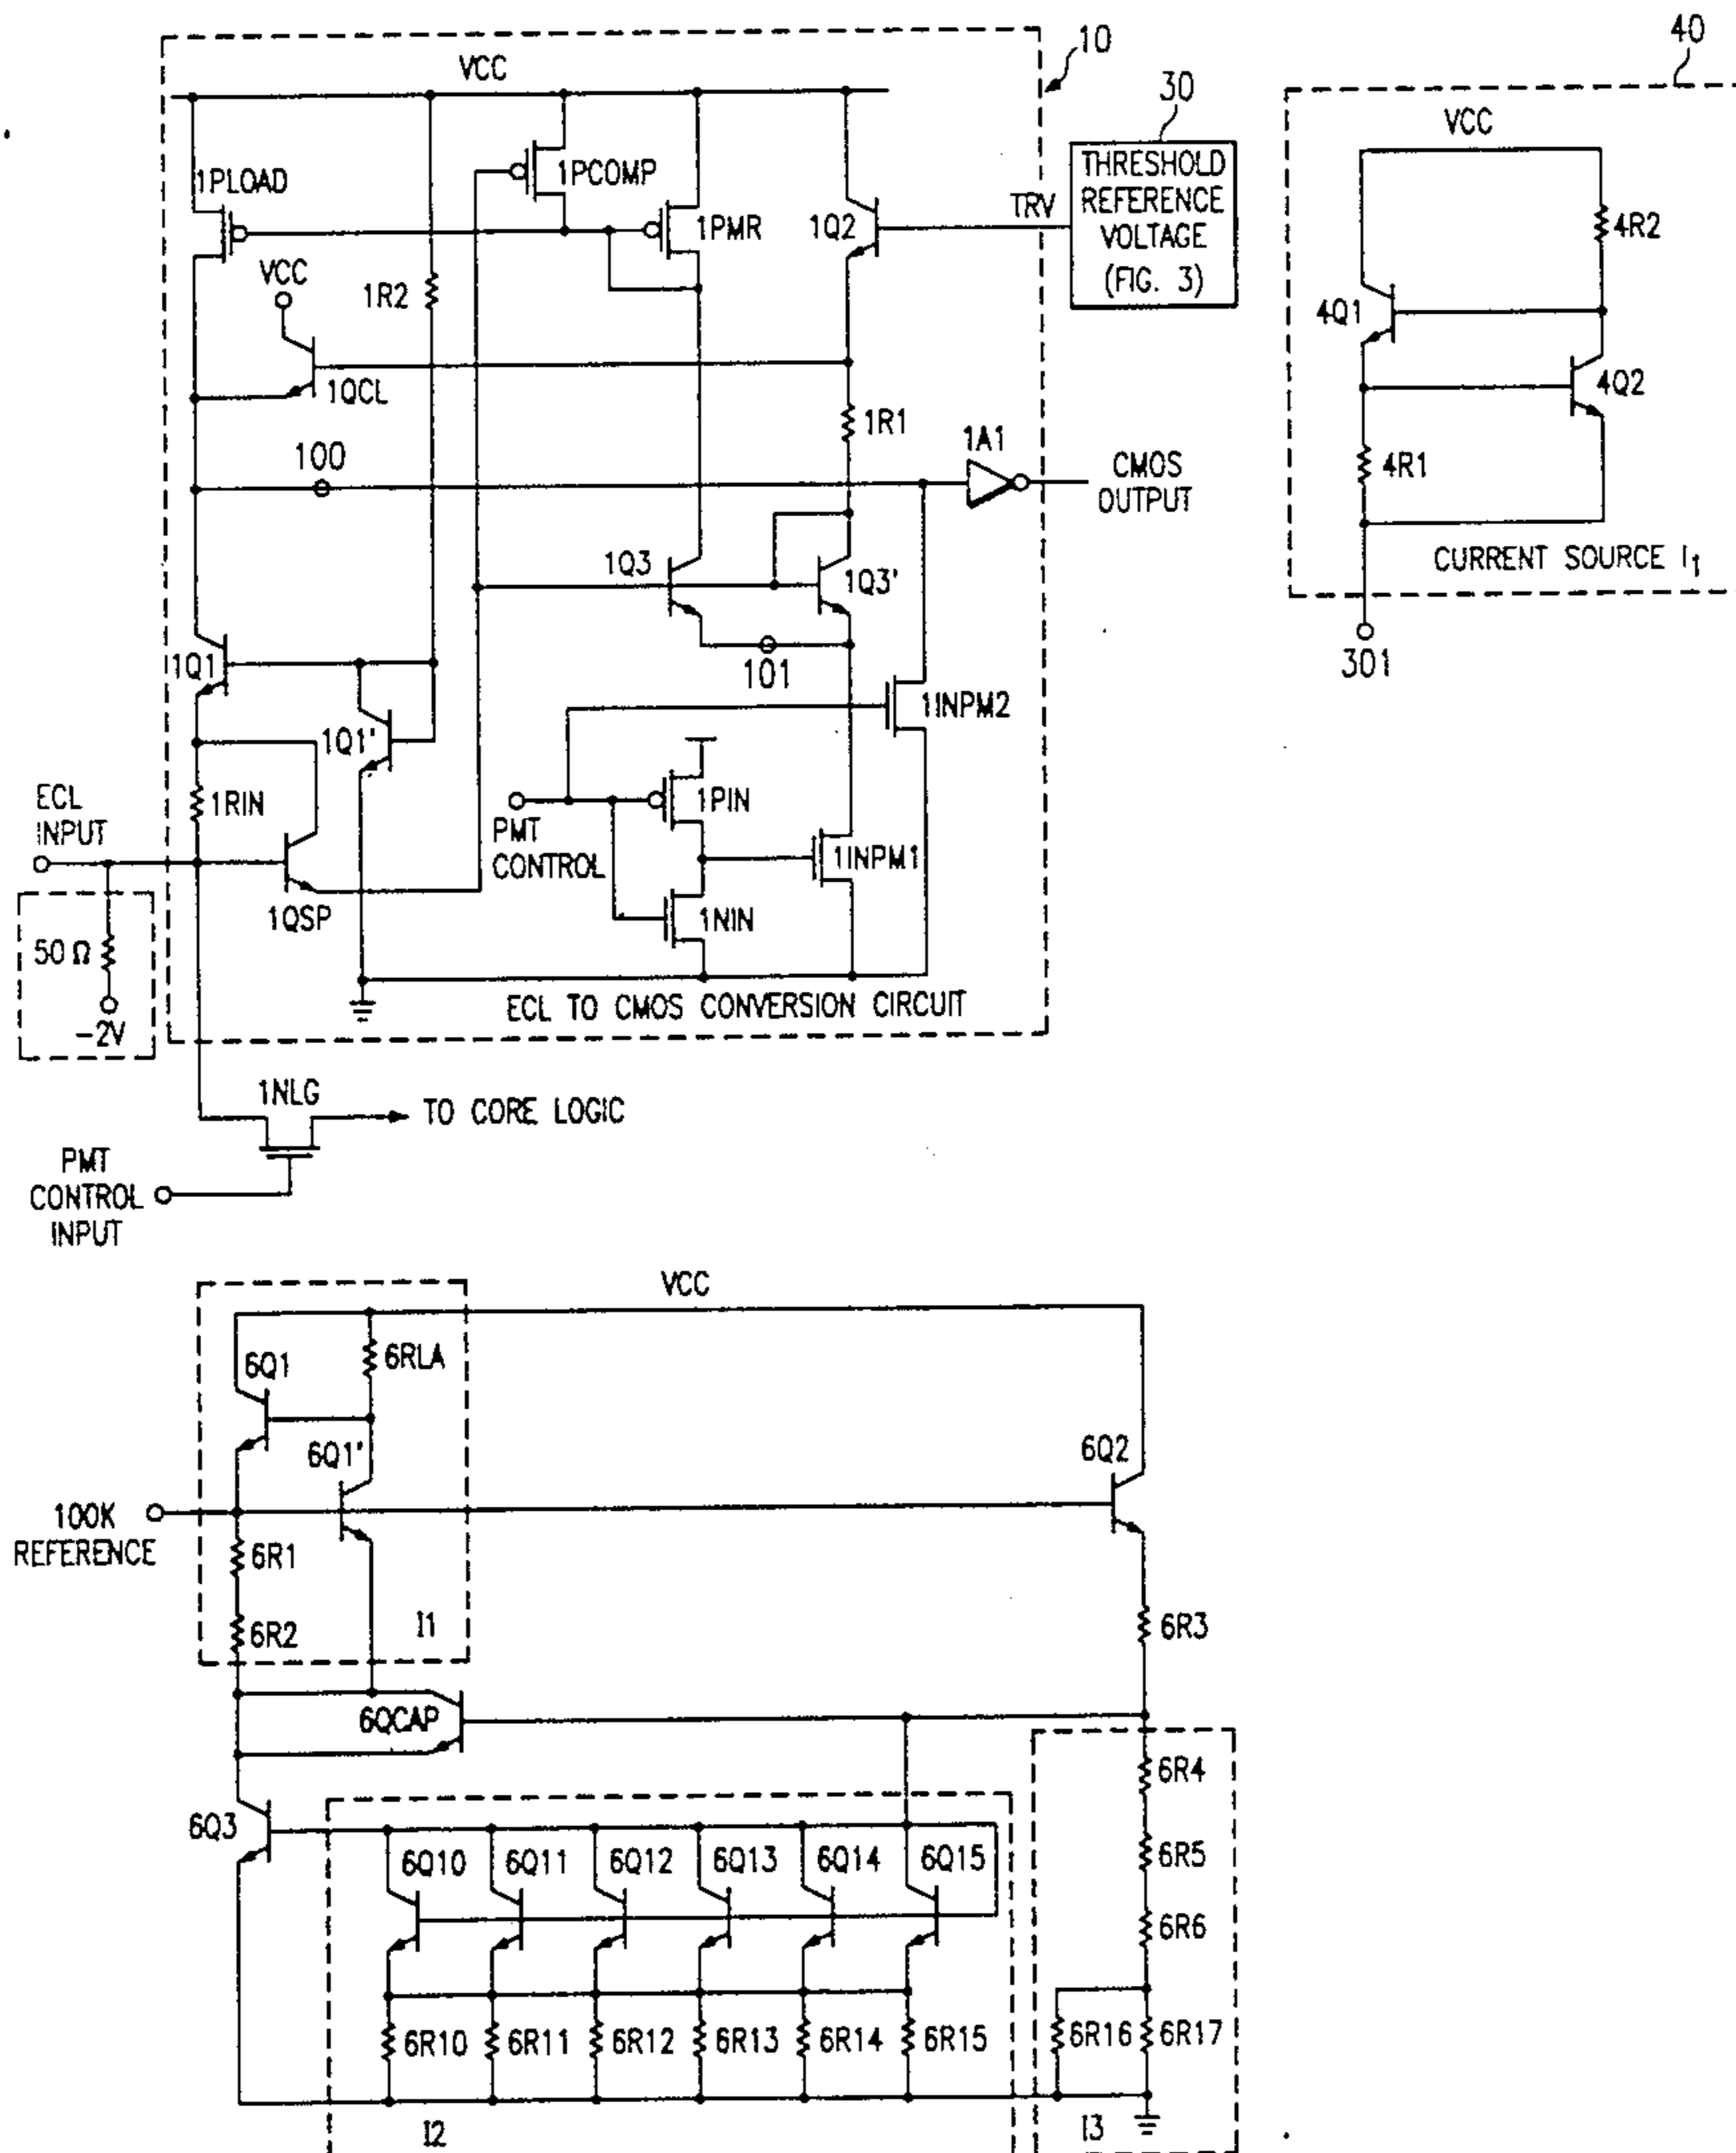 10
VCC
40
30
VCC
THRESHOLD
REFERENCE
VOLTAGE
(FIG. 3)
TRV
1PLOAD
1PCOMP
1PMR
1Q2
4R2
VCC
1R2
4Q1
1QCL
4Q2
1R1
100
1A1
CMOS
OUTPUT
4R1
1Q3
1Q3'
CURRENT SOURCE I1
301
1Q1
101
1INPM2
1Q1'
ECL
INPUT
1RIN
1PIN
PMT
CONTROL
1INPM1
1QSP
1NIN
50 Ω
-2V
ECL TO CMOS CONVERSION CIRCUIT
1NLG
TO CORE LOGIC
PMT
CONTROL
INPUT
VCC
6RLA
6Q1
6Q1'
6Q2
100K
REFERENCE
6R1
6R2
I1
6R3
6QCAP
6R4
6Q3
6Q10
6Q11
6Q12
6Q13
6Q14
6Q15
6R5
6R6
6R10
6R11
6R12
6R13
6R14
6R15
6R16
6R17
I2
I3